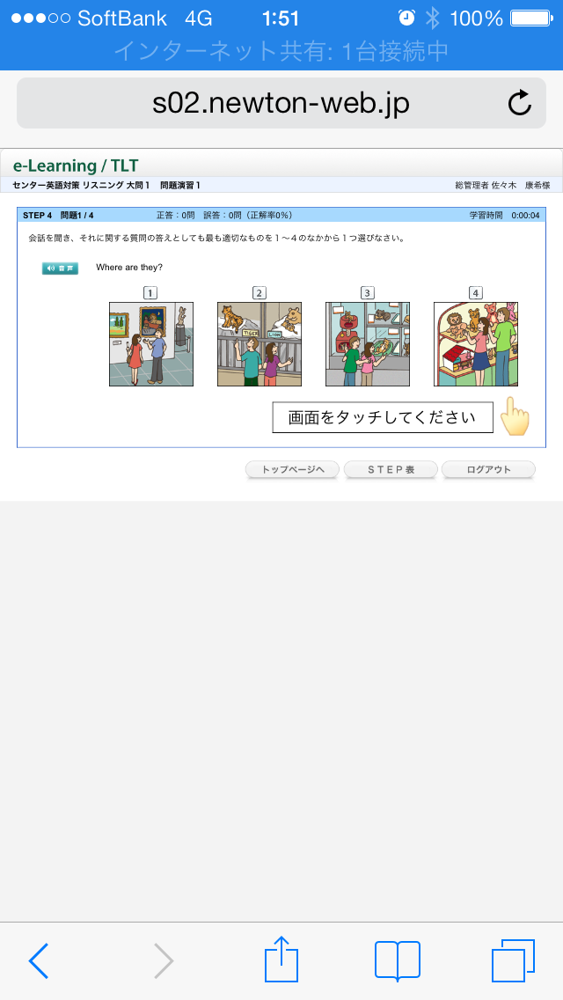 SoftBank 4G 1:51 100%
インターネット共有: 1台接続中
s02.newton-web.jp
e-Learning / TLT
センター英語対策 リスニング 大問1 問題演習1 総管理者 佐々木 康希様
STEP 4 問題1 / 4 正答：0問 誤答：0問（正解率0%） 学習時間 0:00:04
会話を聞き、それに関する質問の答えとしても最も適切なものを１～４のなかから１つ選びなさい。
音声 Where are they?
1 2 3 4
TIGER LION
画面をタッチしてください
トップページへ ＳＴＥＰ表 ログアウト